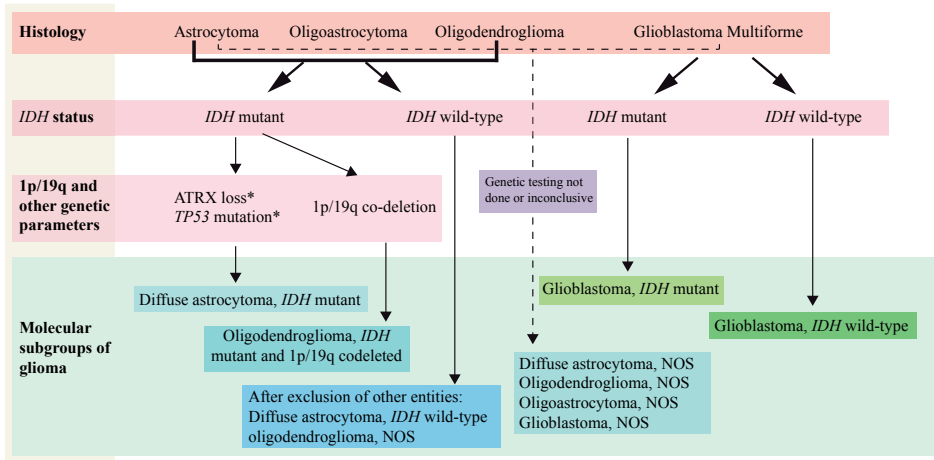 Histology
Astrocytoma
Oligoastrocytoma
Oligodendroglioma
Glioblastoma Multiforme
IDH status
IDH mutant
IDH wild-type
IDH mutant
IDH wild-type
1p/19q and
other genetic
parameters
ATRX loss*
TP53 mutation*
1p/19q co-deletion
Genetic testing not
done or inconclusive
Molecular
subgroups of
glioma
Diffuse astrocytoma, IDH mutant
Oligodendroglioma, IDH
mutant and 1p/19q codeleted
After exclusion of other entities:
Diffuse astrocytoma, IDH wild-type
oligodendroglioma, NOS
Diffuse astrocytoma, NOS
Oligodendroglioma, NOS
Oligoastrocytoma, NOS
Glioblastoma, NOS
Glioblastoma, IDH mutant
Glioblastoma, IDH wild-type